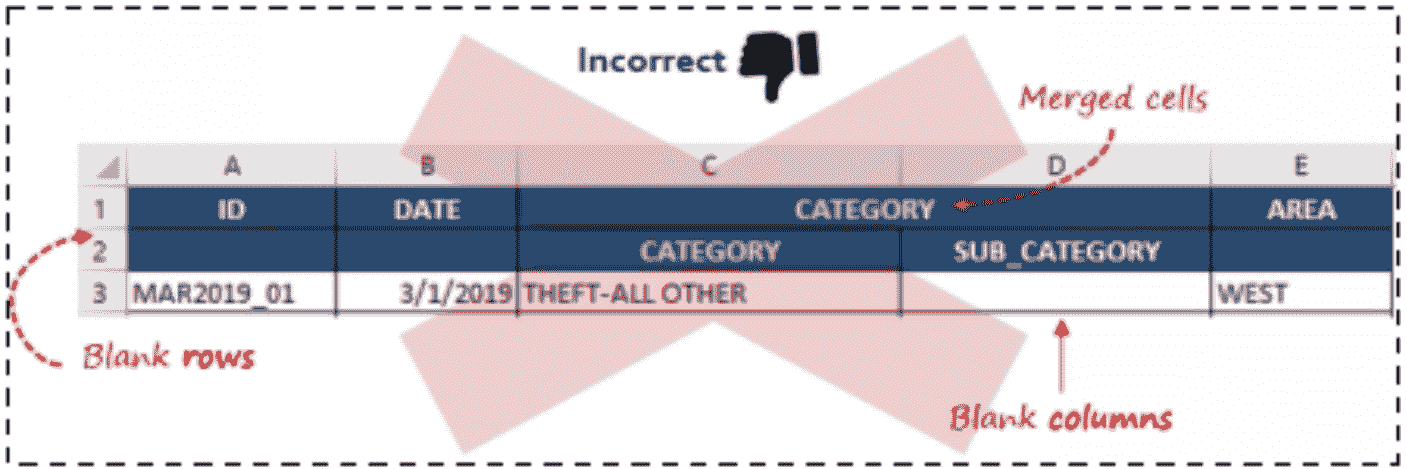 Incorrect
Merged cells
A B C D E
1 ID DATE CATEGORY AREA
2 CATEGORY SUB_CATEGORY
3 MAR2019_01 3/1/2019 THEFT-ALL OTHER WEST
Blank rows
Blank columns